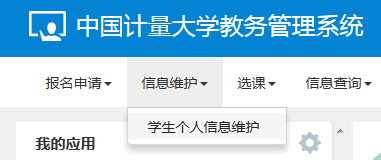 中国计量大学教务管理系统
报名申请 信息维护 选课 信息查询
学生个人信息维护
我的应用